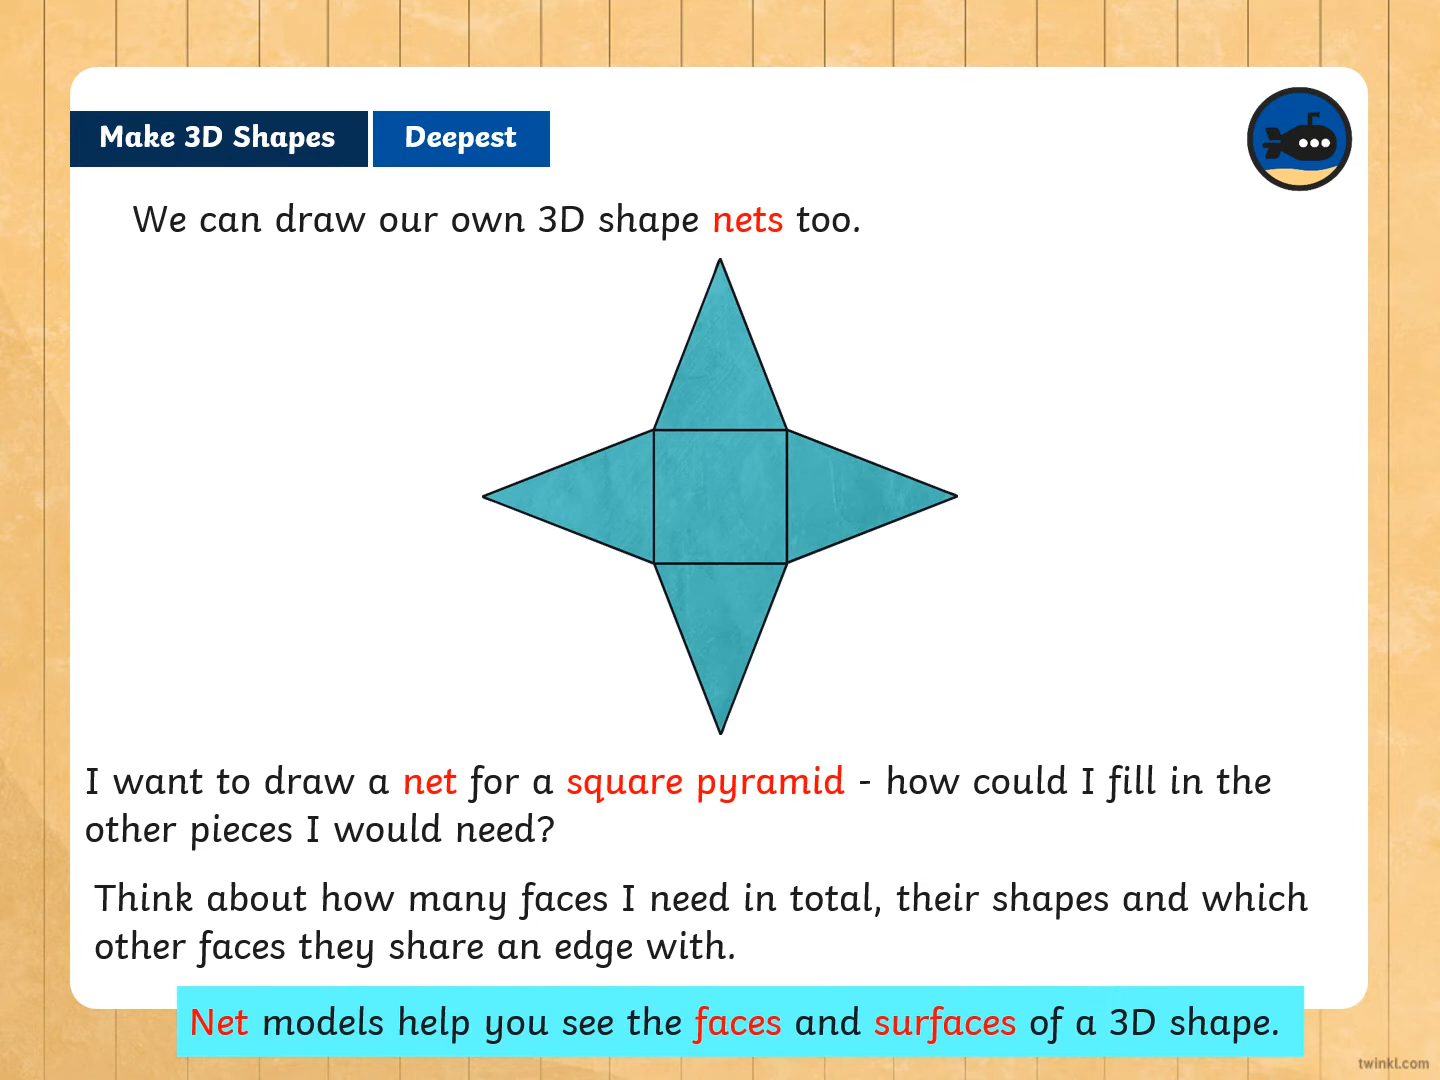 Make 3D Shapes
Deepest
We can draw our own 3D shape nets too.
I want to draw a net for a square pyramid - how could I fill in the
other pieces I would need?
Think about how many faces I need in total, their shapes and which
other faces they share an edge with.
Net models help you see the faces and surfaces of a 3D shape.
twinkl.com